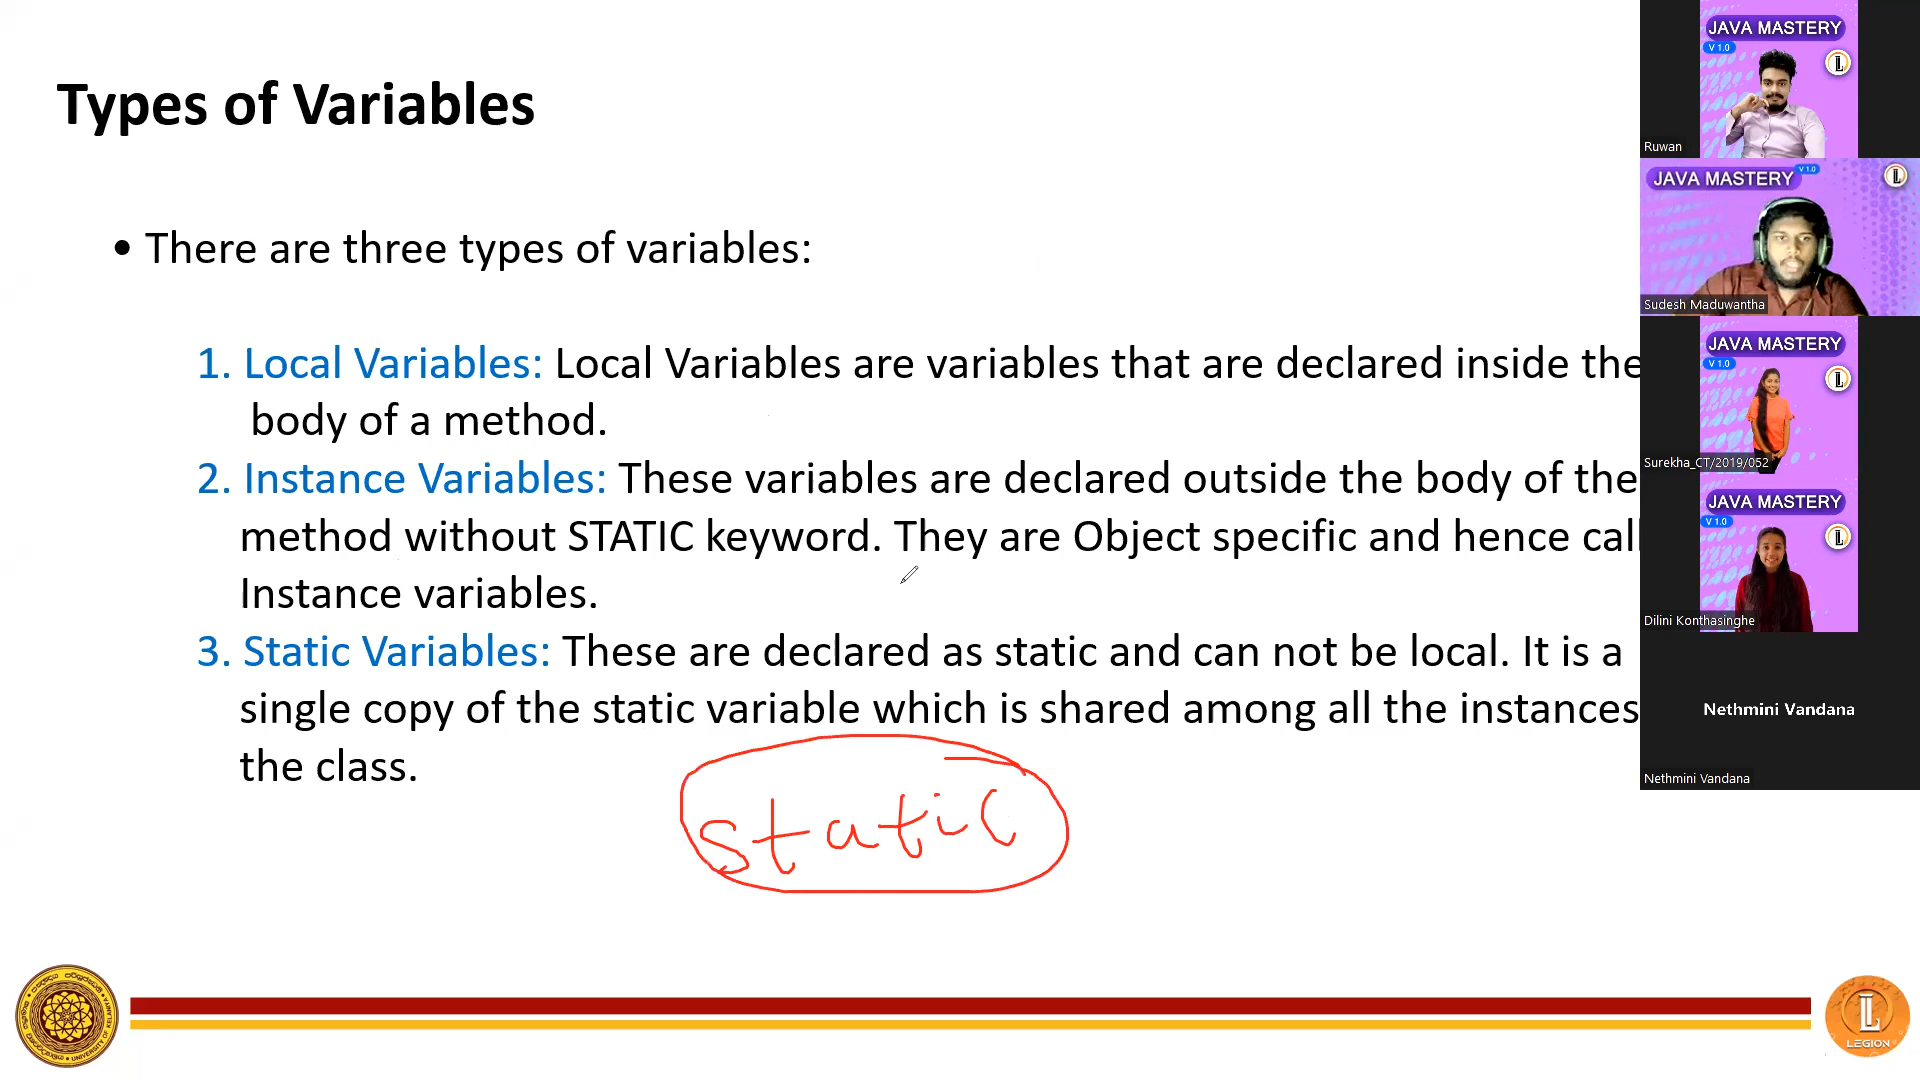 Types of Variables
• There are three types of variables:
1. Local Variables: Local Variables are variables that are declared inside the
body of a method.
2. Instance Variables: These variables are declared outside the body of the
method without STATIC keyword. They are Object specific and hence call
Instance variables.
3. Static Variables: These are declared as static and can not be local. It is a
single copy of the static variable which is shared among all the instances
the class.
static
JAVA MASTERY
V 1.0
L
Ruwan
JAVA MASTERY
V 1.0
L
Sudesh Maduwantha
JAVA MASTERY
V 1.0
L
Surekha_CT/2019/052
JAVA MASTERY
V 1.0
L
Dilini Konthasinghe
Nethmini Vandana
Nethmini Vandana
UNIVERSITY OF KELANIYA
L
LEGION